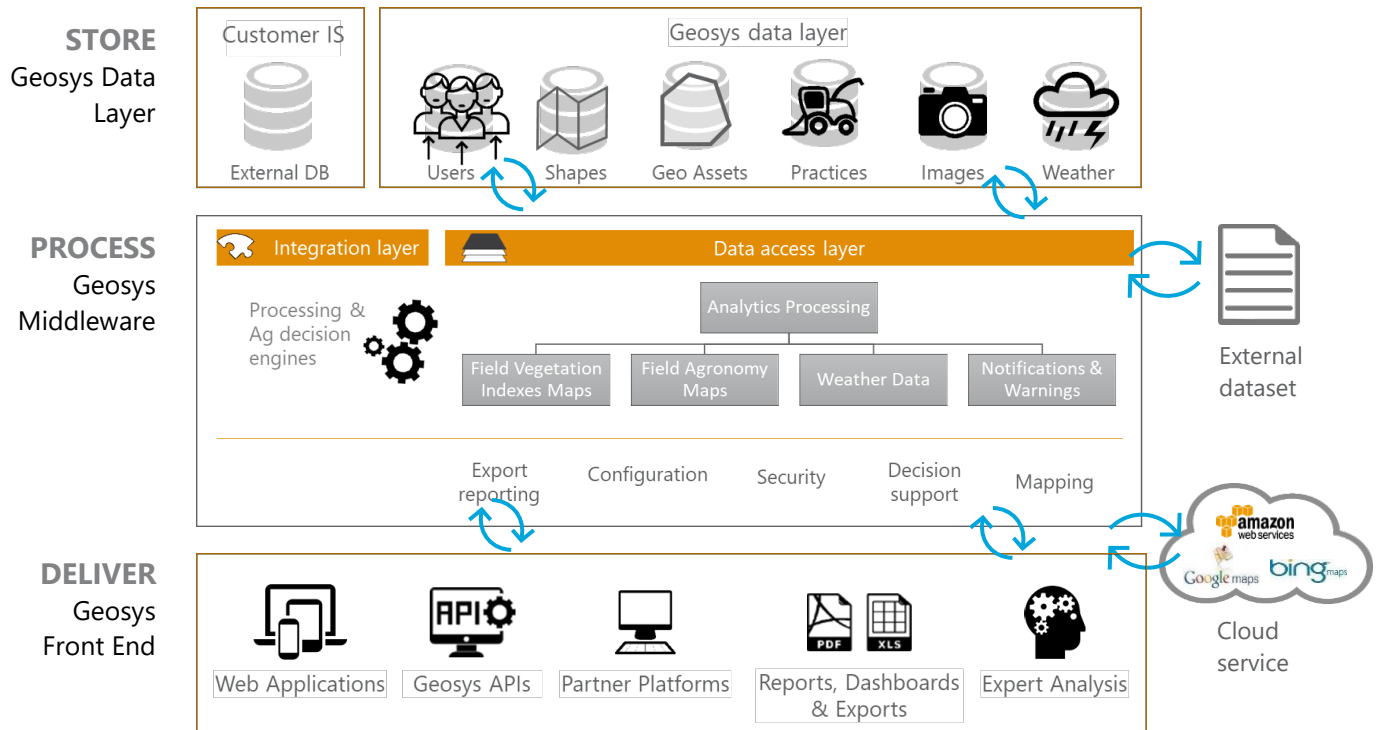 STORE
Geosys Data
Layer
Customer IS
External DB
Geosys data layer
Users
Shapes
Geo Assets
Practices
Images
Weather
PROCESS
Geosys
Middleware
Integration layer
Data access layer
Processing &
Ag decision
engines
Analytics Processing
Field Vegetation
Indexes Maps
Field Agronomy
Maps
Weather Data
Notifications &
Warnings
Export
reporting
Configuration
Security
Decision
support
Mapping
External
dataset
amazon
web services
Google maps
bing maps
Cloud
service
DELIVER
Geosys
Front End
API
PDF
XLS
Web Applications
Geosys APIs
Partner Platforms
Reports, Dashboards
& Exports
Expert Analysis